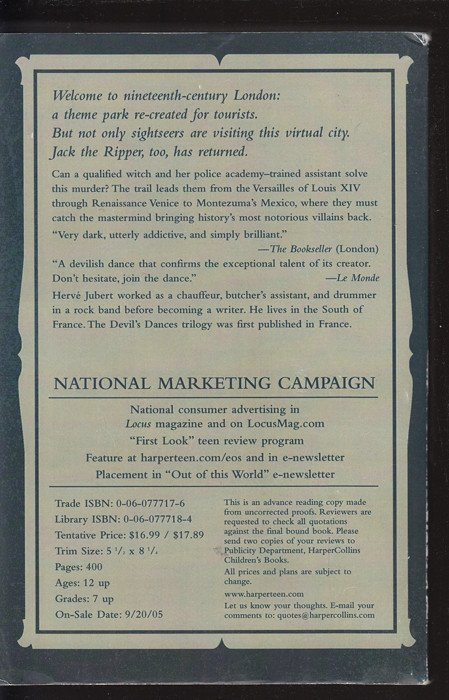 Welcome to nineteenth-century London:
a theme park re-created for tourists.
But not only sightseers are visiting this virtual city.
Jack the Ripper, too, has returned.
Can a qualified witch and her police academy–trained assistant solve
this murder? The trail leads them from the Versailles of Louis XIV
through Renaissance Venice to Montezuma's Mexico, where they must
catch the mastermind bringing history's most notorious villains back.
"Very dark, utterly addictive, and simply brilliant."
—The Bookseller (London)
"A devilish dance that confirms the exceptional talent of its creator.
Don't hesitate, join the dance." —Le Monde
Hervé Jubert worked as a chauffeur, butcher's assistant, and drummer
in a rock band before becoming a writer. He lives in the South of
France. The Devil's Dances trilogy was first published in France.
NATIONAL MARKETING CAMPAIGN
National consumer advertising in
Locus magazine and on LocusMag.com
"First Look" teen review program
Feature at harperteen.com/eos and in e-newsletter
Placement in "Out of this World" e-newsletter
Trade ISBN: 0-06-077717-6
Library ISBN: 0-06-077718-4
Tentative Price: $16.99 / $17.89
Trim Size: 5 1/2 x 8 1/4
Pages: 400
Ages: 12 up
Grades: 7 up
On-Sale Date: 9/20/05
This is an advance reading copy made
from uncorrected proofs. Reviewers are
requested to check all quotations
against the final bound book. Please
send two copies of your reviews to
Publicity Department, HarperCollins
Children's Books.
All prices and plans are subject to
change.
www.harperteen.com
Let us know your thoughts. E-mail your
comments to: quotes@harpercollins.com